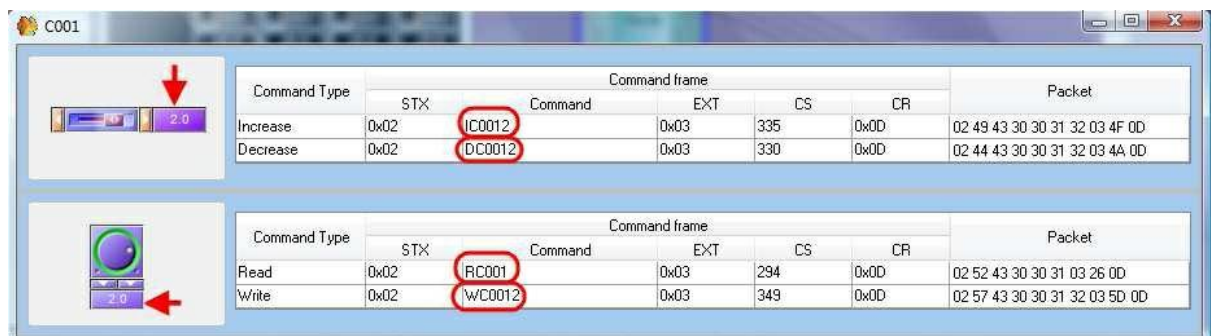 C001
Command Type Command frame Packet
STX Command EXT CS CR
2.0 Increase 0x02 IC0012 0x03 335 0x0D 02 49 43 30 30 31 32 03 4F 0D
Decrease 0x02 DC0012 0x03 330 0x0D 02 44 43 30 30 31 32 03 4A 0D
Command Type Command frame Packet
STX Command EXT CS CR
Read 0x02 RC001 0x03 294 0x0D 02 52 43 30 30 31 03 26 0D
2.0 Write 0x02 WC0012 0x03 349 0x0D 02 57 43 30 30 31 32 03 5D 0D